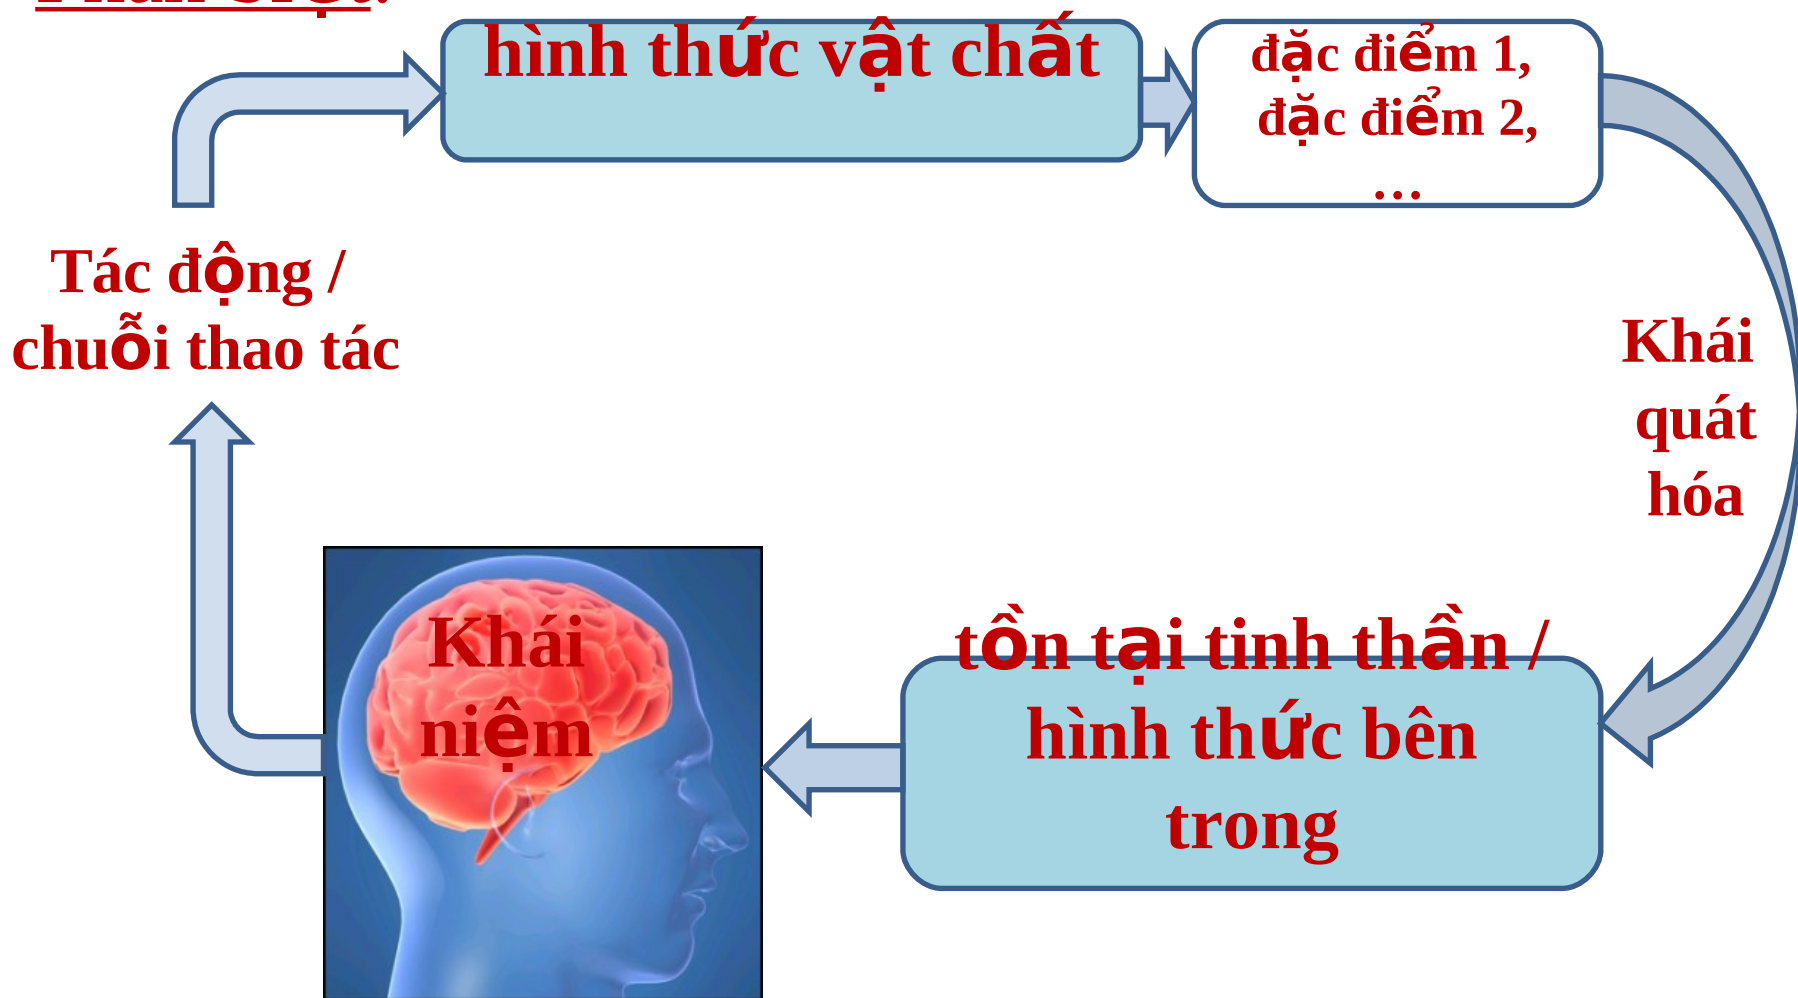 hình thức vật chất
đặc điểm 1,
đặc điểm 2,
…
Tác động /
chuỗi thao tác
Khái
quát
hóa
Khái
niệm
tồn tại tinh thần /
hình thức bên
trong